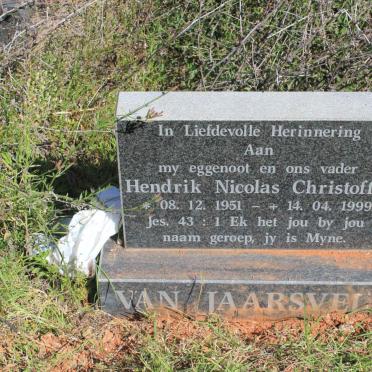 In Liefdevolle Herinnering
Aan
my eggenoot en ons vader
Hendrik Nicolas Christoff
* 08. 12. 1951 – + 14. 04. 1999
Jes. 43 : 1 Ek het jou by jou
naam geroep, jy is Myne.
VAN JAARSVEL